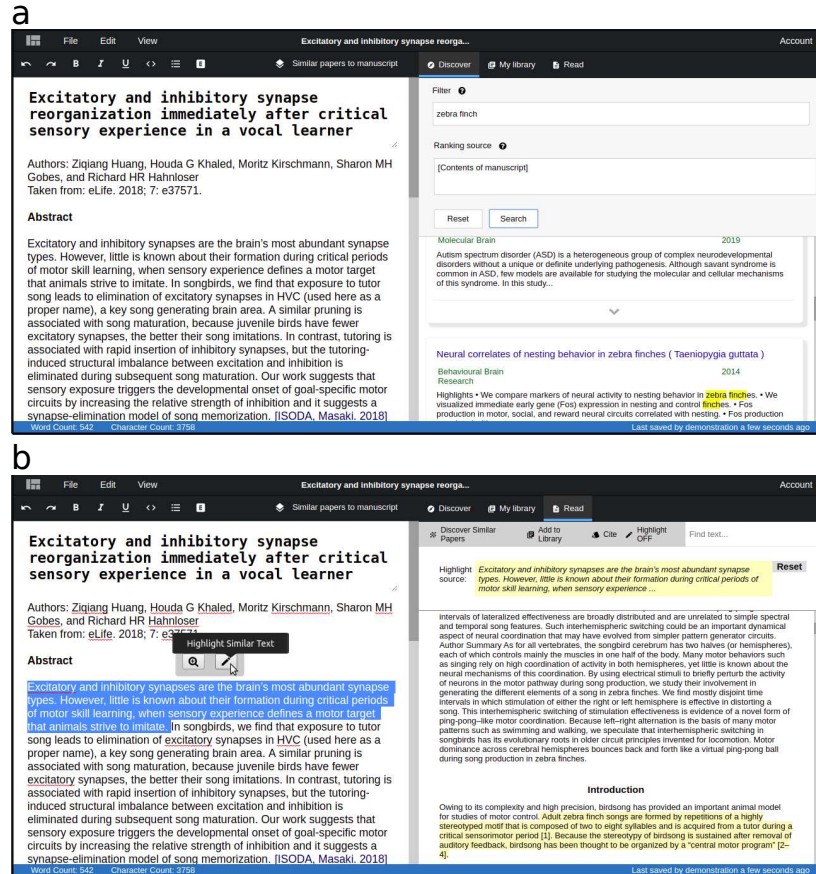 a
File Edit View Excitatory and inhibitory synapse reorga... Account
B I U <> E Similar papers to manuscript Discover My library Read
Excitatory and inhibitory synapse
reorganization immediately after critical
sensory experience in a vocal learner
Authors: Ziqiang Huang, Houda G Khaled, Moritz Kirschmann, Sharon MH
Gobes, and Richard HR Hahnloser
Taken from: eLife. 2018; 7: e37571.
Abstract
Excitatory and inhibitory synapses are the brain's most abundant synapse
types. However, little is known about their formation during critical periods
of motor skill learning, when sensory experience defines a motor target
that animals strive to imitate. In songbirds, we find that exposure to tutor
song leads to elimination of excitatory synapses in HVC (used here as a
proper name), a key song generating brain area. A similar pruning is
associated with song maturation, because juvenile birds have fewer
excitatory synapses, the better their song imitations. In contrast, tutoring is
associated with rapid insertion of inhibitory synapses, but the tutoring-
induced structural imbalance between excitation and inhibition is
eliminated during subsequent song maturation. Our work suggests that
sensory exposure triggers the developmental onset of goal-specific motor
circuits by increasing the relative strength of inhibition and it suggests a
synapse-elimination model of song memorization. [ISODA, Masaki. 2018]
Filter ?
zebra finch
Ranking source ?
[Contents of manuscript]
Reset Search
Molecular Brain 2019
Autism spectrum disorder (ASD) is a heterogeneous group of complex neurodevelopmental
disorders without a unique or definite underlying pathogenesis. Although savant syndrome is
common in ASD, few models are available for studying the molecular and cellular mechanisms
of this syndrome. In this study...
Neural correlates of nesting behavior in zebra finches ( Taeniopygia guttata )
Behavioural Brain 2014
Research
Highlights • We compare markers of neural activity to nesting behavior in zebra finches. • We
visualized immediate early gene (Fos) expression in nesting and control finches. • Fos
production in motor, social, and reward neural circuits correlated with nesting. • Fos production
Word Count: 542 Character Count: 3758 Last saved by demonstration a few seconds ago
b
File Edit View Excitatory and inhibitory synapse reorga... Account
B I U <> E Similar papers to manuscript Discover My library Read
Excitatory and inhibitory synapse
reorganization immediately after critical
sensory experience in a vocal learner
Authors: Ziqiang Huang, Houda G Khaled, Moritz Kirschmann, Sharon MH
Gobes, and Richard HR Hahnloser
Taken from: eLife. 2018; 7: e37571.
Highlight Similar Text
Abstract
Excitatory and inhibitory synapses are the brain's most abundant synapse
types. However, little is known about their formation during critical periods
of motor skill learning, when sensory experience defines a motor target
that animals strive to imitate. In songbirds, we find that exposure to tutor
song leads to elimination of excitatory synapses in HVC (used here as a
proper name), a key song generating brain area. A similar pruning is
associated with song maturation, because juvenile birds have fewer
excitatory synapses, the better their song imitations. In contrast, tutoring is
associated with rapid insertion of inhibitory synapses, but the tutoring-
induced structural imbalance between excitation and inhibition is
eliminated during subsequent song maturation. Our work suggests that
sensory exposure triggers the developmental onset of goal-specific motor
circuits by increasing the relative strength of inhibition and it suggests a
synapse-elimination model of song memorization. [ISODA, Masaki. 2018]
Discover Similar Papers Add to Library Cite Highlight OFF Find text...
Highlight source: Excitatory and inhibitory synapses are the brain's most abundant synapse Reset
types. However, little is known about their formation during critical periods of
motor skill learning, when sensory experience ...
intervals of lateralized effectiveness are broadly distributed and are unrelated to simple spectral
and temporal song features. Such interhemispheric switching could be an important dynamical
aspect of neural coordination that may have evolved from simpler pattern generator circuits.
Author Summary As for all vertebrates, the songbird cerebrum has two halves (or hemispheres),
each of which controls mainly the muscles in one half of the body. Many motor behaviors such
as singing rely on high coordination of activity in both hemispheres, yet little is known about the
neural mechanisms of this coordination. By using electrical stimuli to briefly perturb the activity
of neurons in the motor pathway during song production, we study their involvement in
generating the different elements of a song in zebra finches. We find mostly disjoint time
intervals in which stimulation of either the right or left hemisphere is effective in distorting a
song. This interhemispheric switching of stimulation effectiveness is evidence of a novel form of
ping-pong–like motor coordination. Because left–right alternation is the basis of many motor
patterns such as swimming and walking, we speculate that interhemispheric switching in
songbirds has its evolutionary roots in older circuit principles invented for locomotion. Motor
dominance across cerebral hemispheres bounces back and forth like a virtual ping-pong ball
during song production in zebra finches.
Introduction
Owing to its complexity and high precision, birdsong has provided an important animal model
for studies of motor control. Adult zebra finch songs are formed by repetitions of a highly
stereotyped motif that is composed of two to eight syllables and is acquired from a tutor during a
critical sensorimotor period [1]. Because the stereotypy of birdsong is sustained after removal of
auditory feedback, birdsong has been thought to be organized by a "central motor program" [2–
4].
Word Count: 542 Character Count: 3758 Last saved by demonstration a few seconds ago